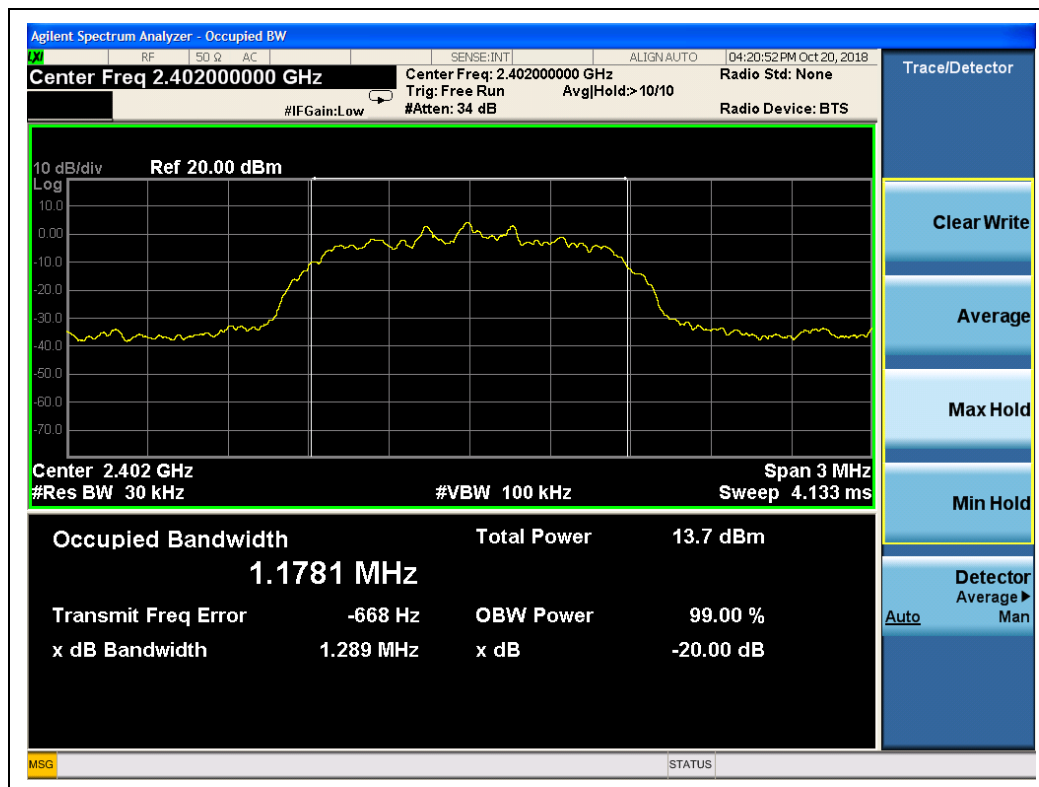 Agilent Spectrum Analyzer - Occupied BW
LXI RF 50 Ω AC SENSE:INT ALIGN AUTO 04:20:52 PM Oct 20, 2018
Center Freq 2.402000000 GHz
Center Freq: 2.402000000 GHz
Radio Std: None
Trig: Free Run Avg|Hold:>10/10
#IFGain:Low
#Atten: 34 dB
Radio Device: BTS
10 dB/div Ref 20.00 dBm
Log
10.0
0.00
-10.0
-20.0
-30.0
-40.0
-50.0
-60.0
-70.0
Center 2.402 GHz Span 3 MHz
#Res BW 30 kHz #VBW 100 kHz Sweep 4.133 ms
Occupied Bandwidth Total Power 13.7 dBm
1.1781 MHz
Transmit Freq Error -668 Hz OBW Power 99.00 %
x dB Bandwidth 1.289 MHz x dB -20.00 dB
MSG STATUS
Trace/Detector
Clear Write
Average
Max Hold
Min Hold
Detector
Average
Auto Man